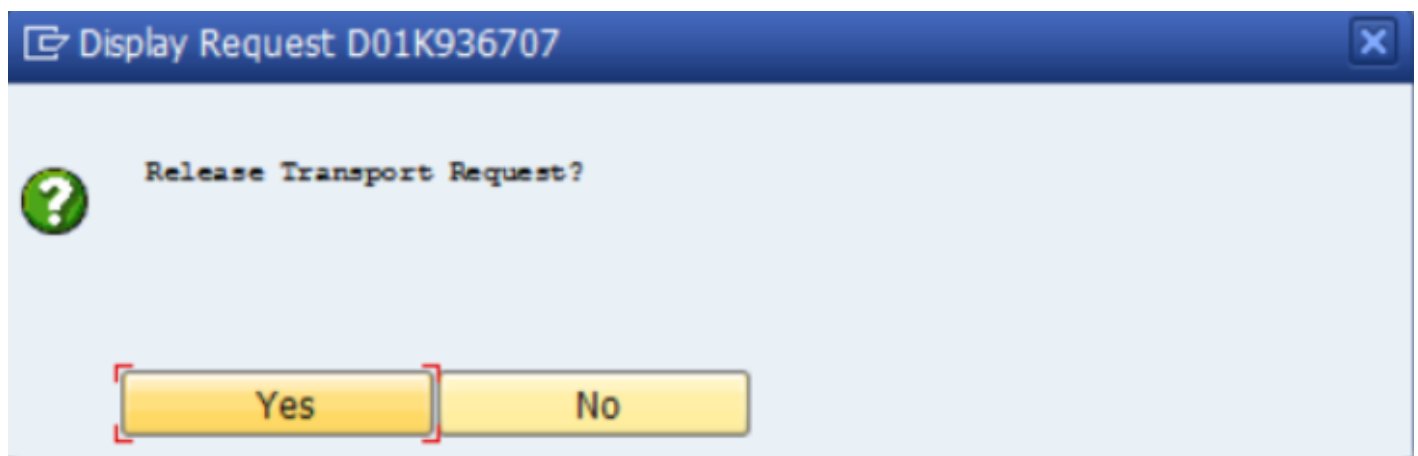 Display Request D01K936707
Release Transport Request?
Yes
No